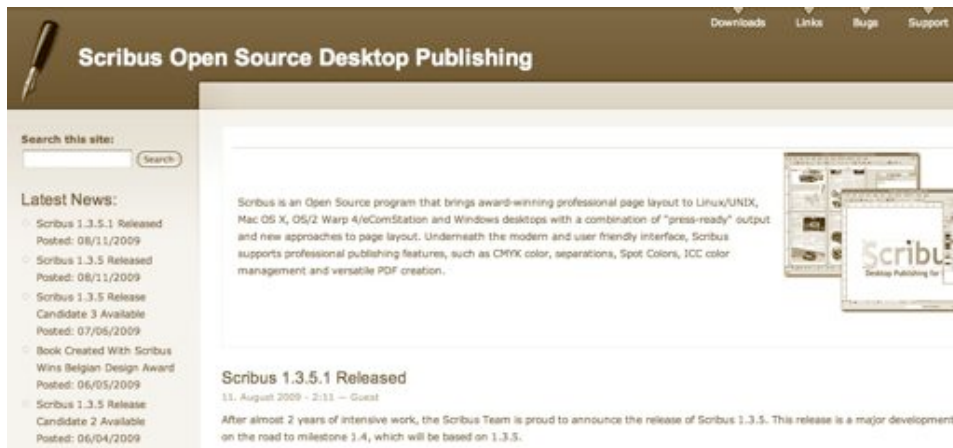 Downloads Links Bugs Support
Scribus Open Source Desktop Publishing
Search this site:
Search
Latest News:
Scribus 1.3.5.1 Released
Posted: 08/11/2009
Scribus 1.3.5 Released
Posted: 08/11/2009
Scribus 1.3.5 Release
Candidate 3 Available
Posted: 07/06/2009
Book Created With Scribus
Wins Belgian Design Award
Posted: 06/05/2009
Scribus 1.3.5 Release
Candidate 2 Available
Posted: 06/04/2009
Scribus is an Open Source program that brings award-winning professional page layout to Linux/UNIX,
Mac OS X, OS/2 Warp 4/eComStation and Windows desktops with a combination of "press-ready" output
and new approaches to page layout. Underneath the modern and user friendly interface, Scribus
supports professional publishing features, such as CMYK color, separations, Spot Colors, ICC color
management and versatile PDF creation.
Scribu
Desktop Publishing for
Scribus 1.3.5.1 Released
11. August 2009 - 2:11 — Guest
After almost 2 years of intensive work, the Scribus Team is proud to announce the release of Scribus 1.3.5. This release is a major development
on the road to milestone 1.4, which will be based on 1.3.5.